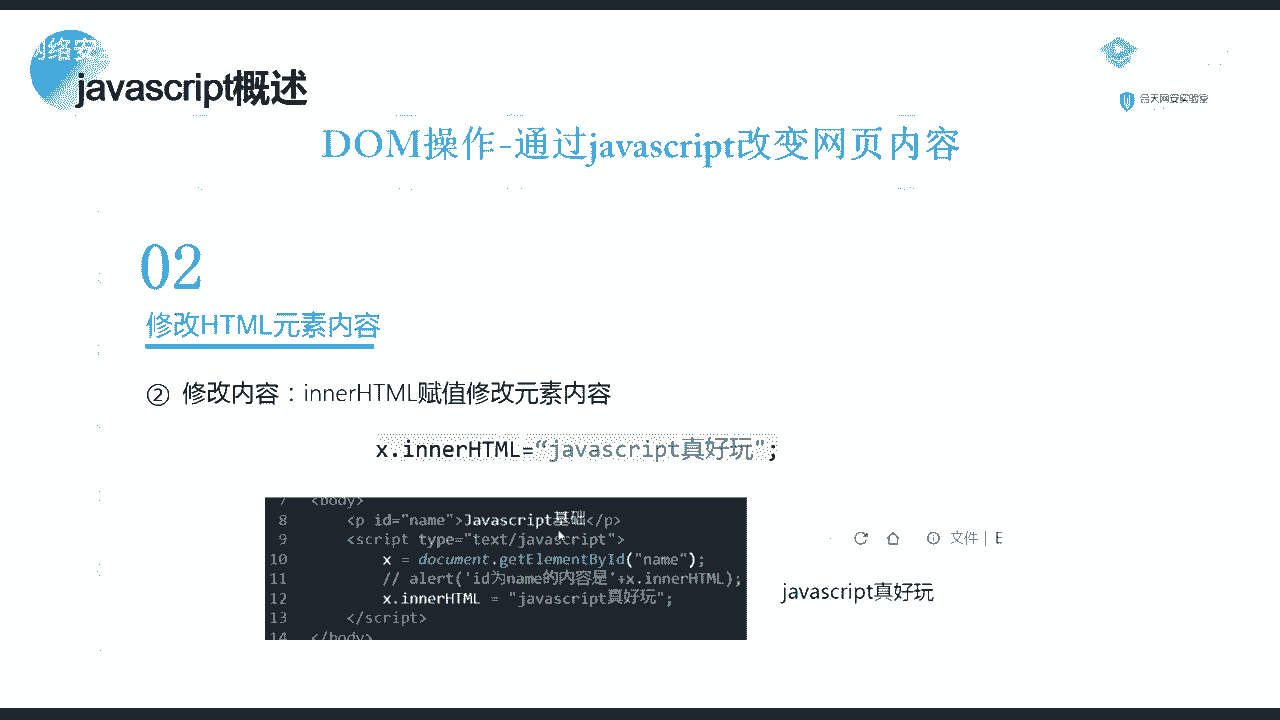 网络安
javascript概述
合天网安实验室
DOM操作-通过javascript改变网页内容
02
修改HTML元素内容
② 修改内容：innerHTML赋值修改元素内容
x.innerHTML=“javascript真好玩";
7 <body>
8 <p id="name">Javascript基础</p>
9 <script type="text/javascript">
10 x = document.getElementById("name");
11 // alert('id为name的内容是'+x.innerHTML);
12 x.innerHTML = "javascript真好玩";
13 </script>
14 </body>
文件 | E
javascript真好玩